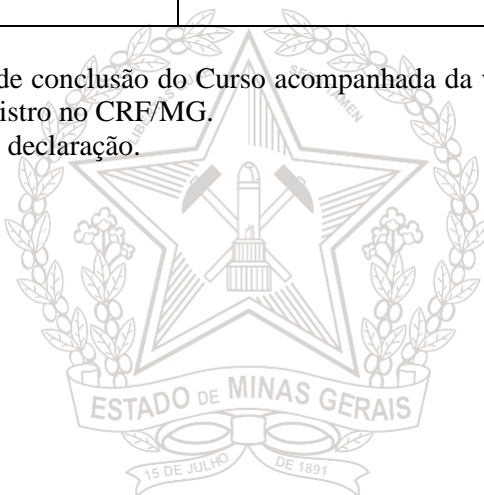 de conclusão do Curso acompanhada da
istro no CRF/MG.
declaração.
ESTADO DE MINAS GERAIS
15 DE JULHO DE 1891